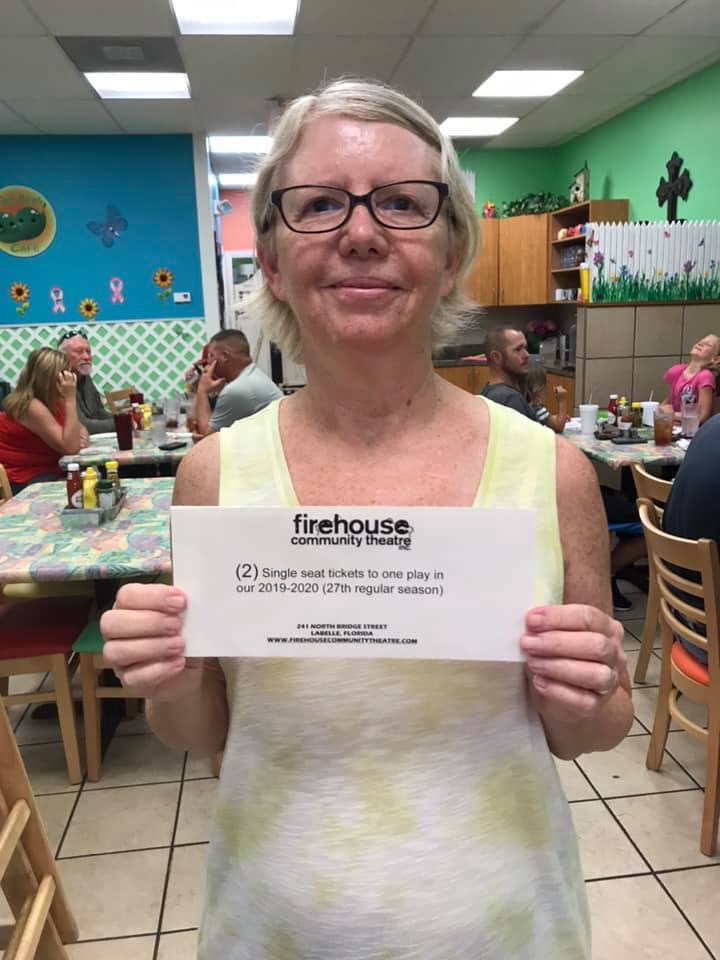 firehouse
community theatre
inc.
(2) Single seat tickets to one play in
our 2019-2020 (27th regular season)
241 NORTH BRIDGE STREET
LABELLE, FLORIDA
WWW.FIREHOUSECOMMUNITYTHEATRE.COM